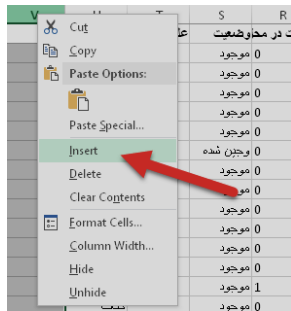 V U T S R
وضعیت
ت در مخ
Cut
Copy
Paste Options:
Paste Special...
Insert
Delete
Clear Contents
Format Cells...
Column Width...
Hide
Unhide
موجود 0
موجود 0
موجود 0
موجود 0
موجود 0
وجین شده 0
موجود 0
موجود 0
موجود 0
موجود 0
موجود 0
موجود 0
موجود 1
موجود 0